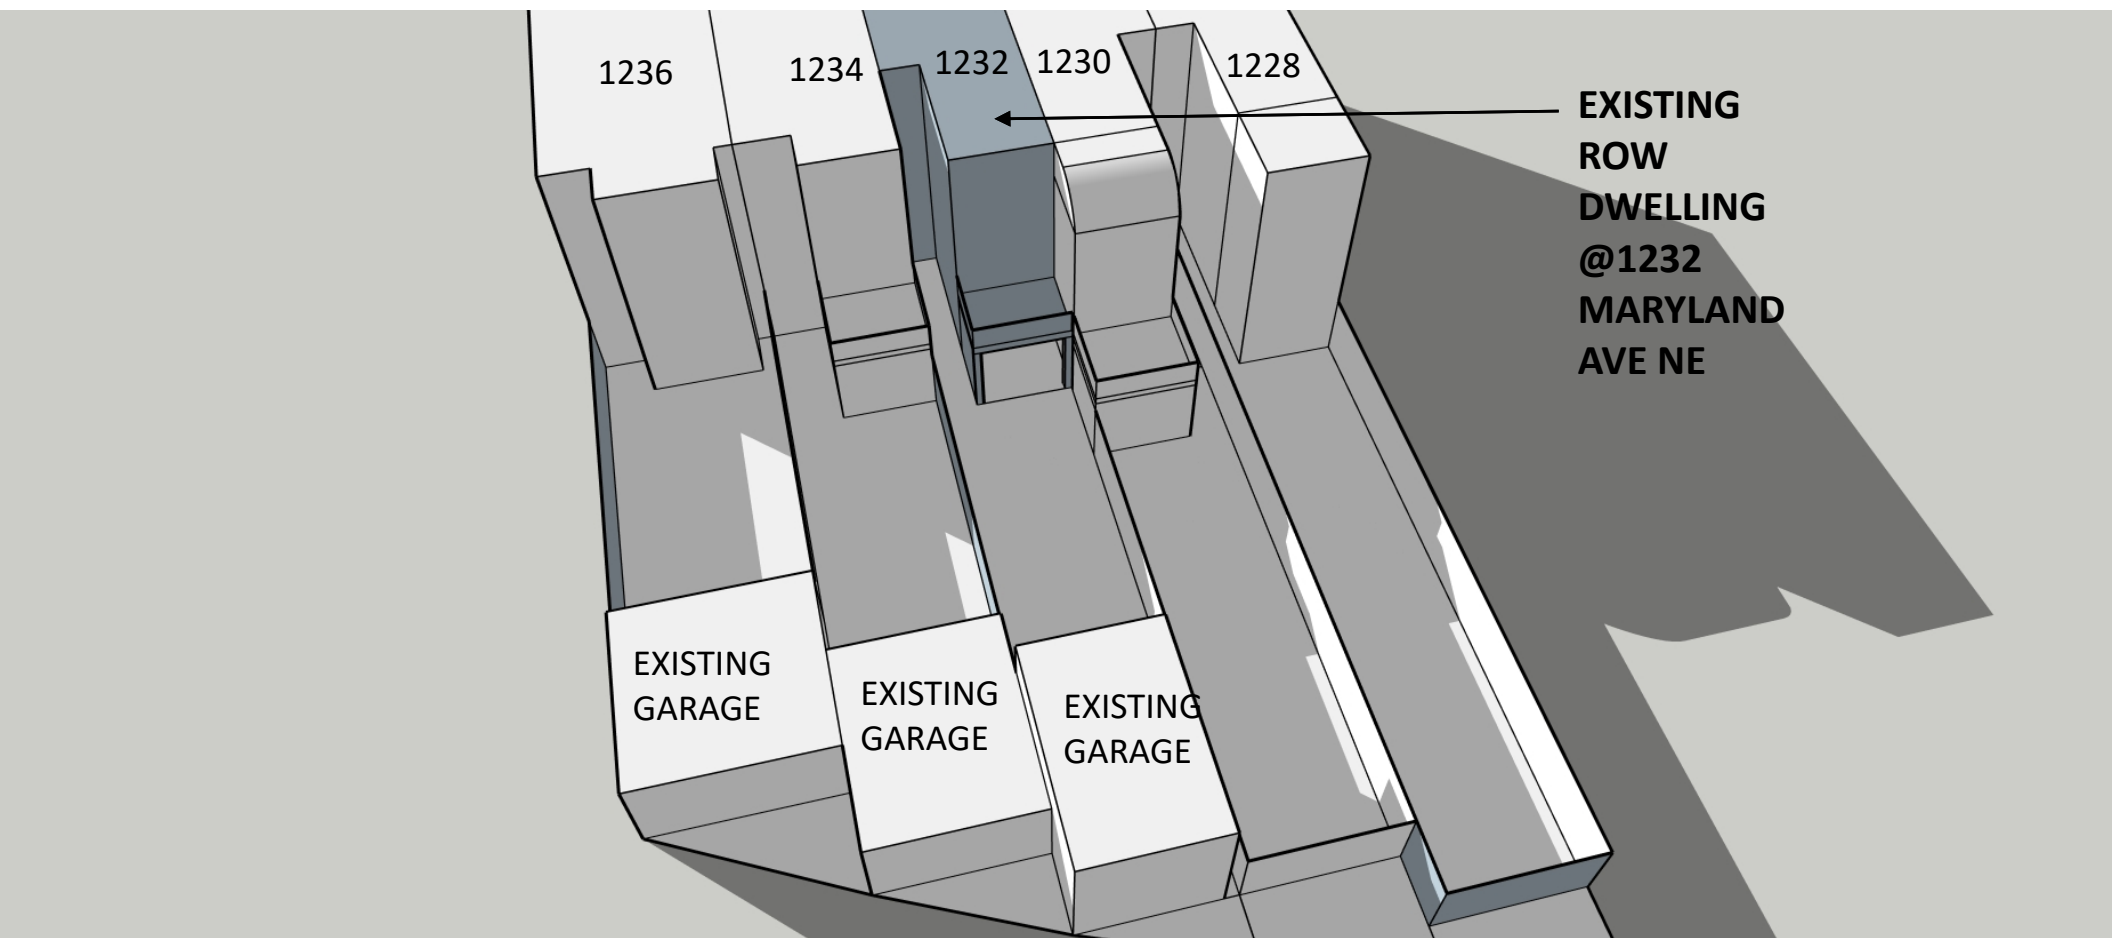 1236
1234
1232
1230
1228
EXISTING
ROW
DWELLING
@1232
MARYLAND
AVE NE
EXISTING
GARAGE
EXISTING
GARAGE
EXISTING
GARAGE